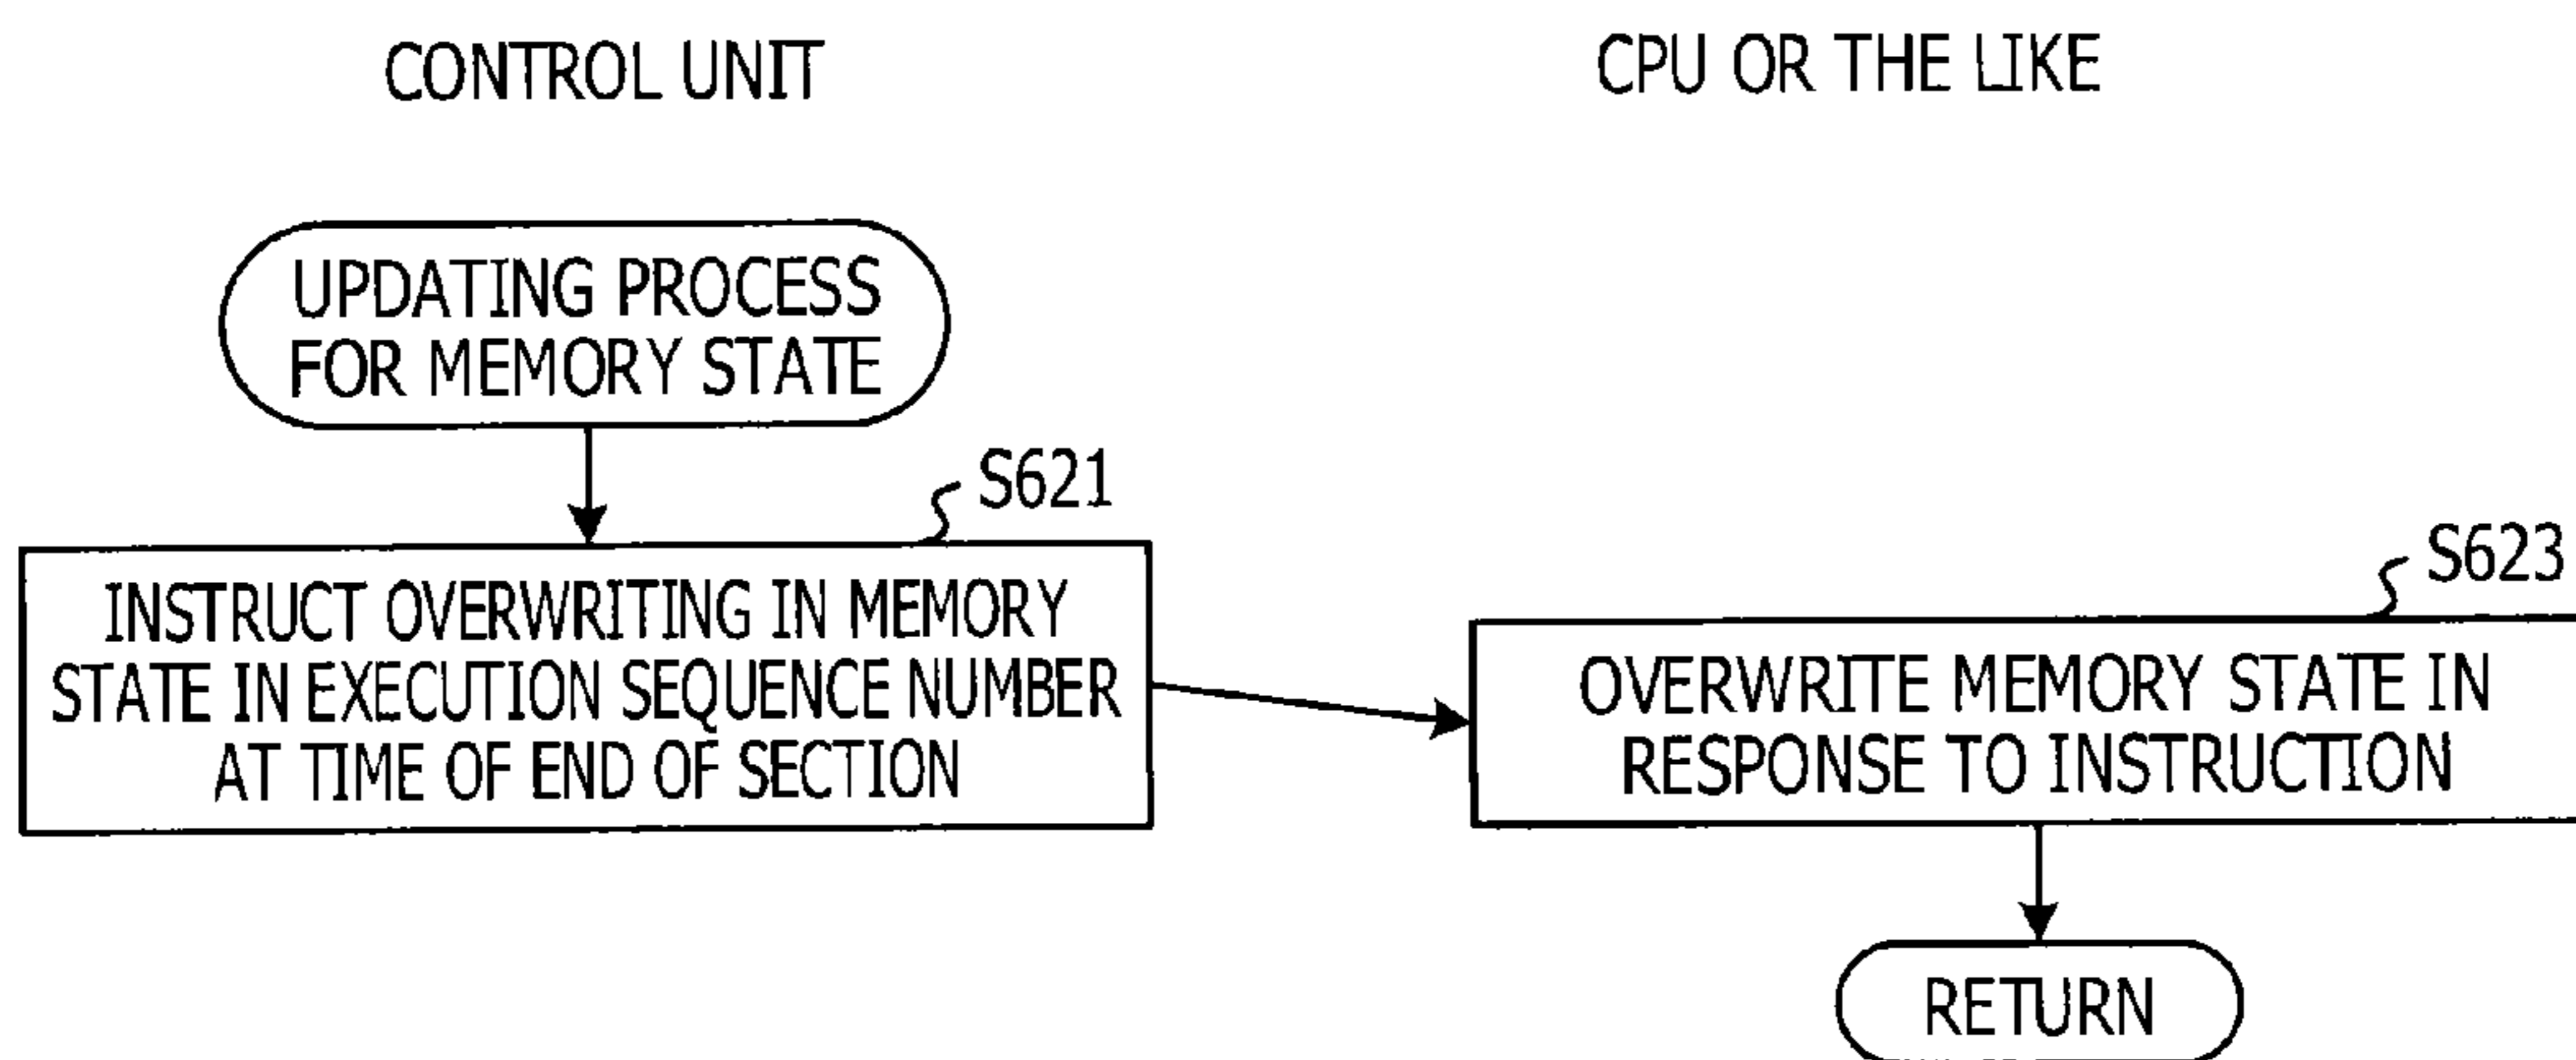 CONTROL UNIT
CPU OR THE LIKE
UPDATING PROCESS
FOR MEMORY STATE
S621
INSTRUCT OVERWRITING IN MEMORY
STATE IN EXECUTION SEQUENCE NUMBER
AT TIME OF END OF SECTION
S623
OVERWRITE MEMORY STATE IN
RESPONSE TO INSTRUCTION
RETURN